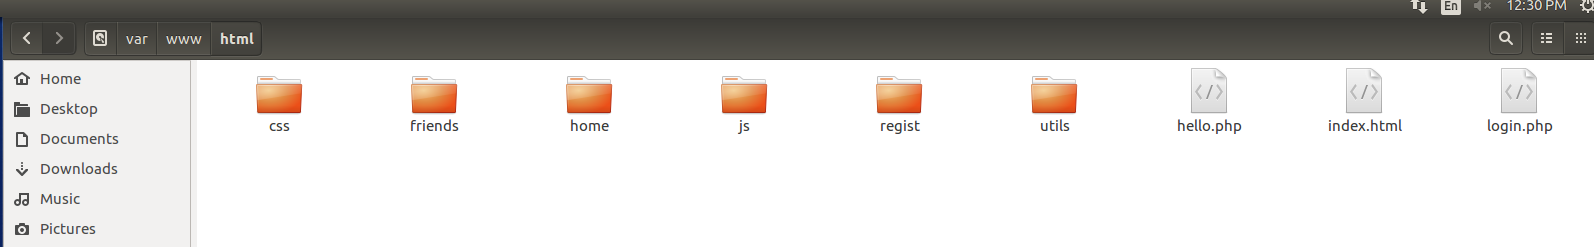 En 12:30 PM
var www html
Home
Desktop
Documents
Downloads
Music
Pictures
css friends home js regist utils hello.php index.html login.php